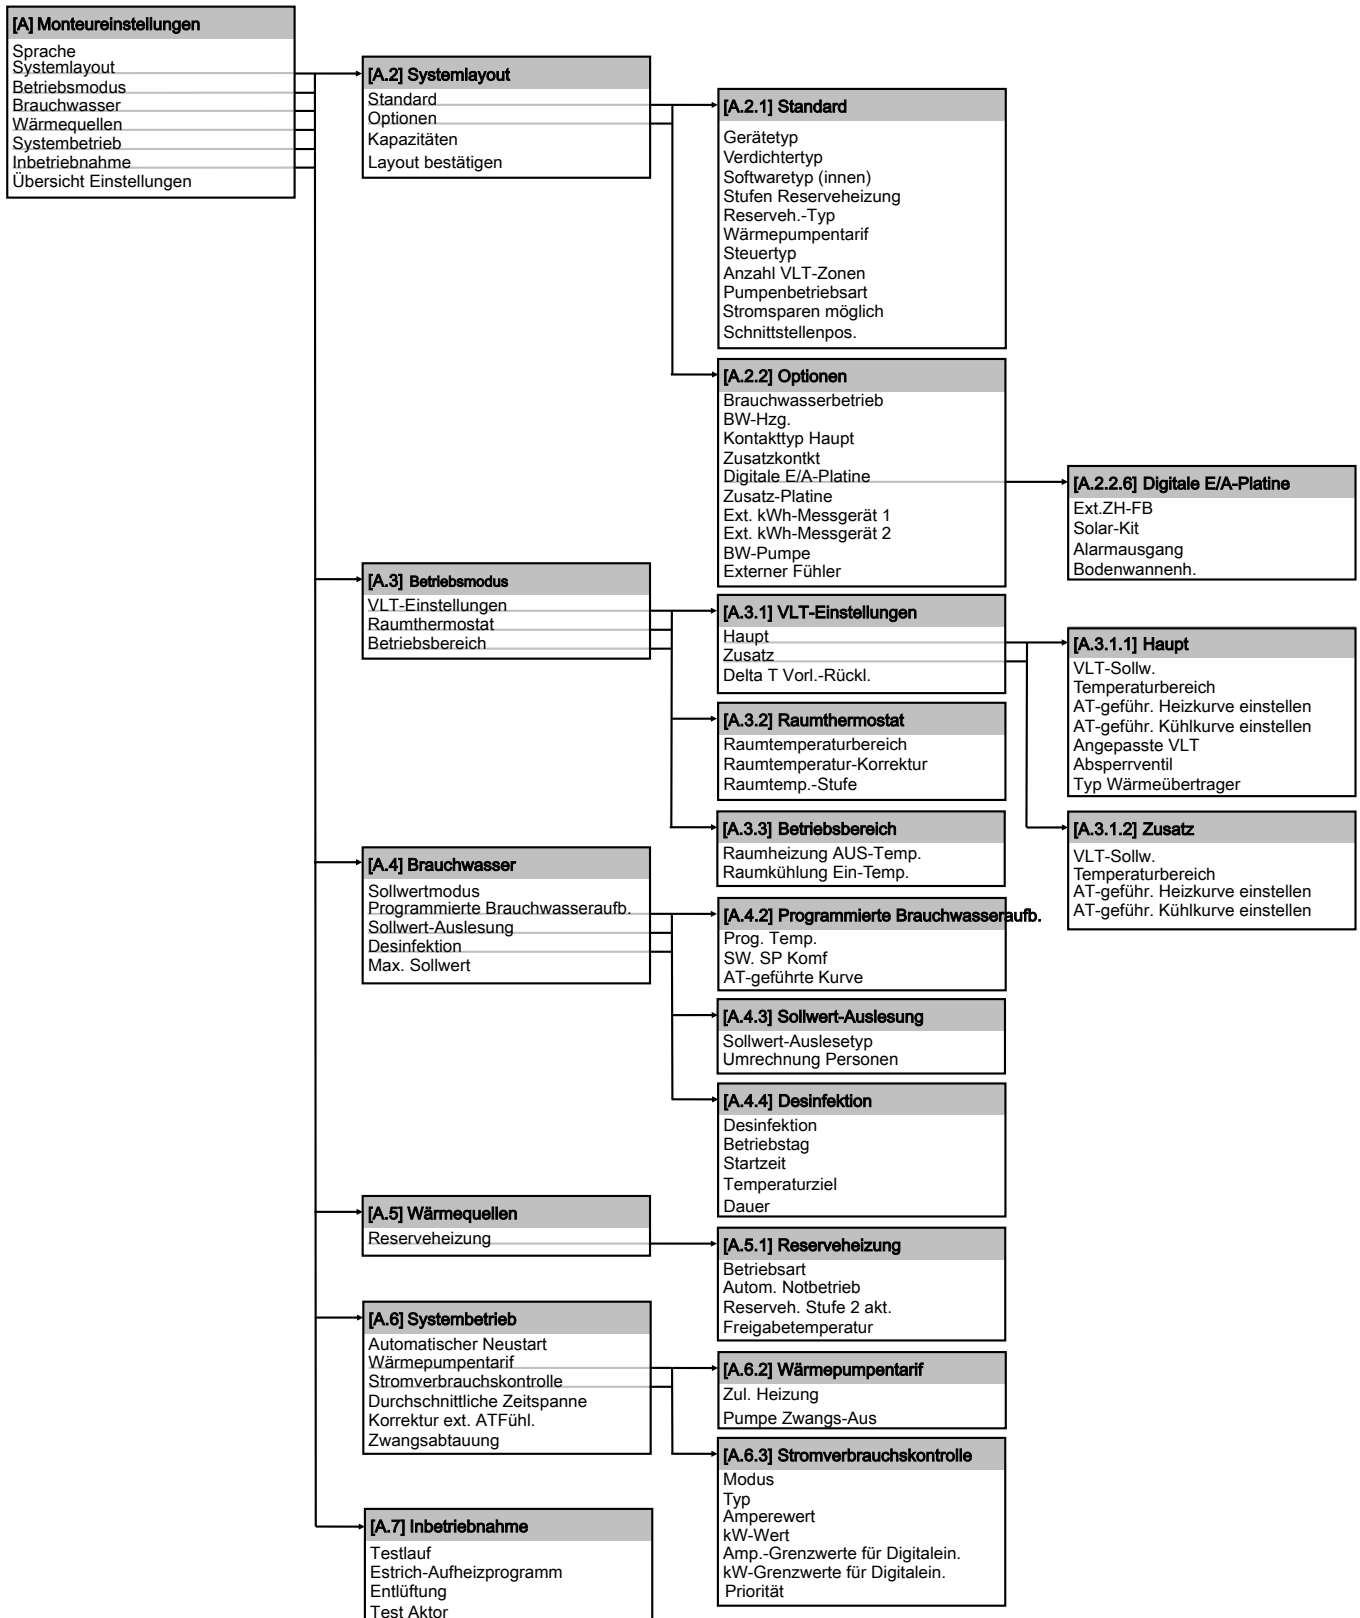 [A] Monteureinstellungen
Sprache
Systemlayout
Betriebsmodus
Brauchwasser
Wärmequellen
Systembetrieb
Inbetriebnahme
Übersicht Einstellungen
[A.2] Systemlayout
Standard
Optionen
Kapazitäten
Layout bestätigen
[A.2.1] Standard
Gerätetyp
Verdichtertyp
Softwaretyp (innen)
Stufen Reserveheizung
Reserveh.-Typ
Wärmepumpentarif
Steuertyp
Anzahl VLT-Zonen
Pumpenbetriebsart
Stromsparen möglich
Schnittstellenpos.
[A.2.2] Optionen
Brauchwasserbetrieb
BW-Hzg.
Kontakttyp Haupt
Zusatzkontkt
Digitale E/A-Platine
Zusatz-Platine
Ext. kWh-Messgerät 1
Ext. kWh-Messgerät 2
BW-Pumpe
Externer Fühler
[A.2.2.6] Digitale E/A-Platine
Ext.ZH-FB
Solar-Kit
Alarmausgang
Bodenwannenh.
[A.3] Betriebsmodus
VLT-Einstellungen
Raumthermostat
Betriebsbereich
[A.3.1] VLT-Einstellungen
Haupt
Zusatz
Delta T Vorl.-Rückl.
[A.3.1.1] Haupt
VLT-Sollw.
Temperaturbereich
AT-geführ. Heizkurve einstellen
AT-geführ. Kühlkurve einstellen
Angepasste VLT
Absperrventil
Typ Wärmeübertrager
[A.3.2] Raumthermostat
Raumtemperaturbereich
Raumtemperatur-Korrektur
Raumtemp.-Stufe
[A.3.3] Betriebsbereich
Raumheizung AUS-Temp.
Raumkühlung Ein-Temp.
[A.3.1.2] Zusatz
VLT-Sollw.
Temperaturbereich
AT-geführ. Heizkurve einstellen
AT-geführ. Kühlkurve einstellen
[A.4] Brauchwasser
Sollwertmodus
Programmierte Brauchwasseraufb.
Sollwert-Auslesung
Desinfektion
Max. Sollwert
[A.4.2] Programmierte Brauchwasseraufb.
Prog. Temp.
SW. SP Komf
AT-geführte Kurve
[A.4.3] Sollwert-Auslesung
Sollwert-Auslesetyp
Umrechnung Personen
[A.4.4] Desinfektion
Desinfektion
Betriebstag
Startzeit
Temperaturziel
Dauer
[A.5] Wärmequellen
Reserveheizung
[A.5.1] Reserveheizung
Betriebsart
Autom. Notbetrieb
Reserveh. Stufe 2 akt.
Freigabetemperatur
[A.6] Systembetrieb
Automatischer Neustart
Wärmepumpentarif
Stromverbrauchskontrolle
Durchschnittliche Zeitspanne
Korrektur ext. ATFühl.
Zwangsabtauung
[A.6.2] Wärmepumpentarif
Zul. Heizung
Pumpe Zwangs-Aus
[A.6.3] Stromverbrauchskontrolle
Modus
Typ
Amperewert
kW-Wert
Amp.-Grenzwerte für Digitalein.
kW-Grenzwerte für Digitalein.
Priorität
[A.7] Inbetriebnahme
Testlauf
Estrich-Aufheizprogramm
Entlüftung
Test Aktor